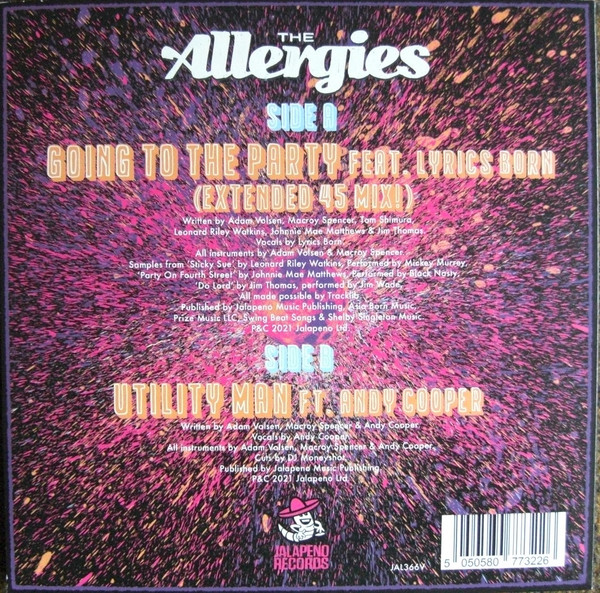 THE
Allergies
SIDE A
GOING TO THE PARTY FEAT. LYRICS BORN
(EXTENDED 45 MIX!)
Written by Adam Volsen, Macroy Spencer, Tom Shimura,
Leonard Riley Watkins, Johnnie Mae Matthews & Jim Thomas.
Vocals by Lyrics Born.
All Instruments by Adam Volsen & Macroy Spencer
Samples from 'Sticky Sue' by Leonard Riley Watkins, Performed by Mickey Murrey,
'Party On Fourth Street' by Johnnie Mae Matthews, Performed by Black Nasty,
'Do Lord' by Jim Thomas, performed by Jim Wade.
All made possible by Tracklib.
Published by Jalapeno Music Publishing, Asia Born Music,
Prize Music LLC, Swing Beat Songs & Shelby Singleton Music.
P&C 2021 Jalapeno Ltd.
SIDE B
UTILITY MAN FT. ANDY COOPER
Written by Adam Volsen, Macroy Spencer & Andy Cooper.
Vocals by Andy Cooper.
All instruments by Adam Volsen, Macroy Spencer & Andy Cooper.
Cuts by DJ Moneyshot.
Published by Jalapeno Music Publishing.
P&C 2021 Jalapeno Ltd.
JALAPENO
RECORDS
JAL366V
5 050580 773226